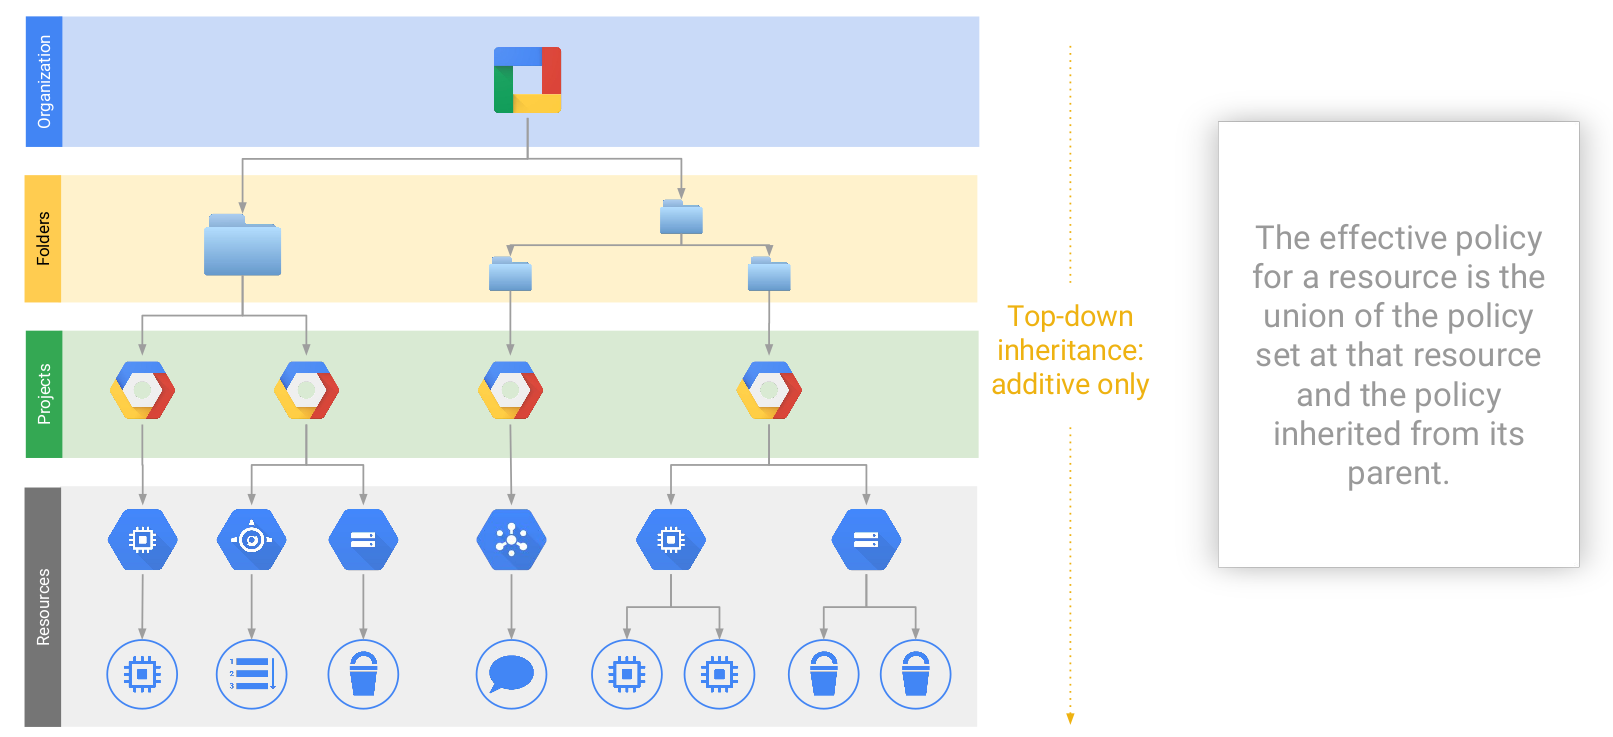 Organization
Folders
Projects
Resources
1
2
3
Top-down
inheritance:
additive only
The effective policy
for a resource is the
union of the policy
set at that resource
and the policy
inherited from its
parent.